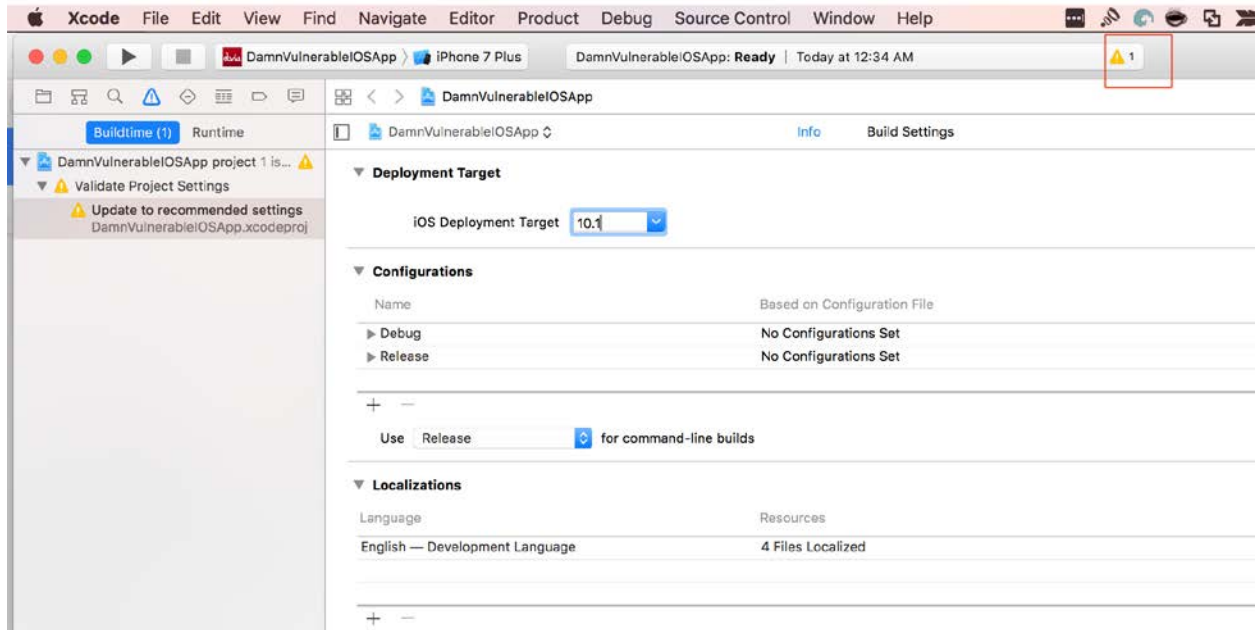 Xcode File Edit View Find Navigate Editor Product Debug Source Control Window Help
DamnVulnerableIOSApp iPhone 7 Plus DamnVulnerableIOSApp: Ready | Today at 12:34 AM 1
DamnVulnerableIOSApp
Buildtime (1) Runtime
DamnVulnerableIOSApp Info Build Settings
DamnVulnerableIOSApp project 1 is...
Validate Project Settings
Update to recommended settings
DamnVulnerableIOSApp.xcodeproj
Deployment Target
iOS Deployment Target 10.1
Configurations
Name Based on Configuration File
Debug No Configurations Set
Release No Configurations Set
+ −
Use Release for command-line builds
Localizations
Language Resources
English — Development Language 4 Files Localized
+ −